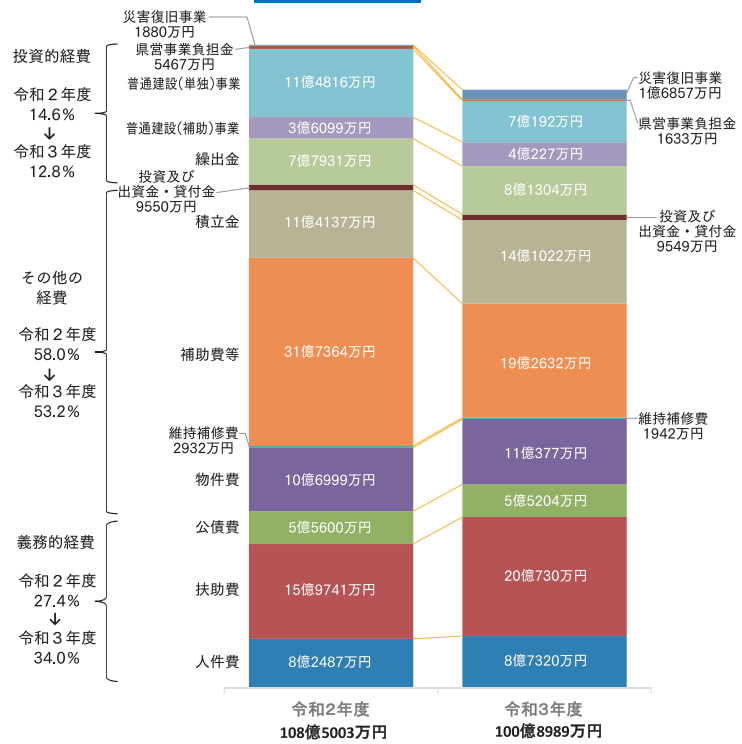 災害復旧事業
1880万円
県営事業負担金
5467万円
普通建設(単独)事業
普通建設(補助)事業
繰出金
投資及び
出資金・貸付金
9550万円
積立金
補助費等
維持補修費
2932万円
物件費
公債費
扶助費
人件費
投資的経費
令和2年度
14.6%
↓
令和3年度
12.8%
その他の
経費
令和2年度
58.0%
↓
令和3年度
53.2%
義務的経費
令和2年度
27.4%
↓
令和3年度
34.0%
11億4816万円
3億6099万円
7億7931万円
11億4137万円
31億7364万円
10億6999万円
5億5600万円
15億9741万円
8億2487万円
7億192万円
4億227万円
8億1304万円
14億1022万円
19億2632万円
11億377万円
5億5204万円
20億730万円
8億7320万円
災害復旧事業
1億6857万円
県営事業負担金
1633万円
投資及び
出資金・貸付金
9549万円
維持補修費
1942万円
令和2年度
108億5003万円
令和3年度
100億8989万円